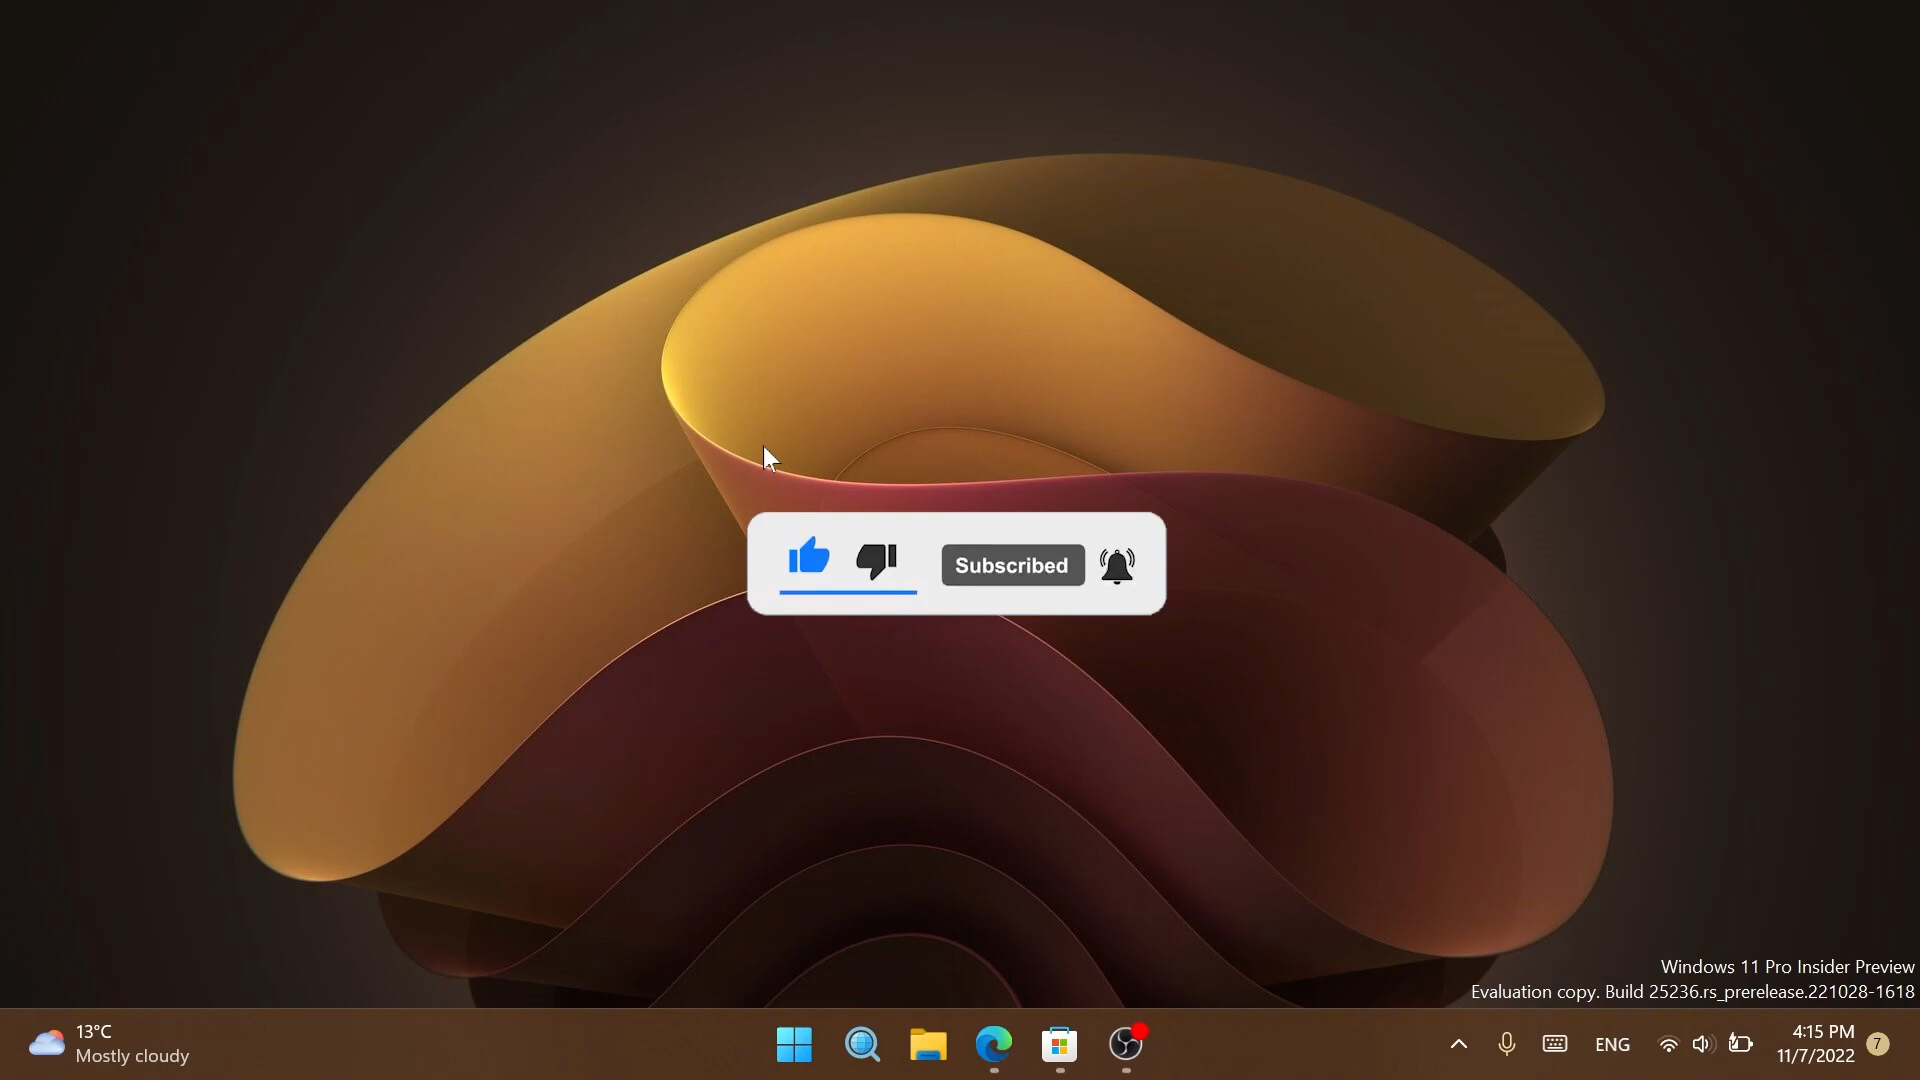 Subscribed
Windows 11 Pro Insider Preview
Evaluation copy. Build 25236.rs_prerelease.221028-1618
13°C
Mostly cloudy
ENG
4:15 PM
11/7/2022
7